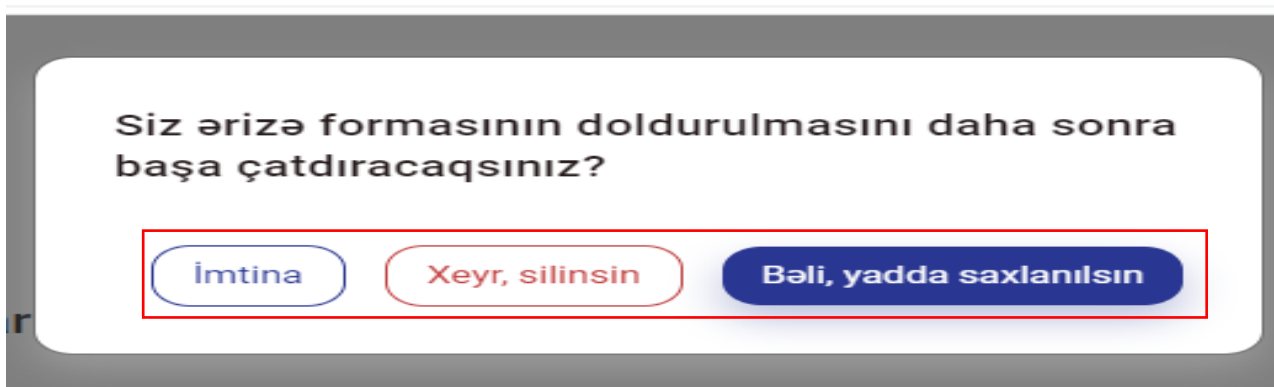 Siz ərizə formasının doldurulmasını daha sonra
başa çatdıracaqsınız?
İmtina Xeyr, silinsin Bəli, yadda saxlanılsın